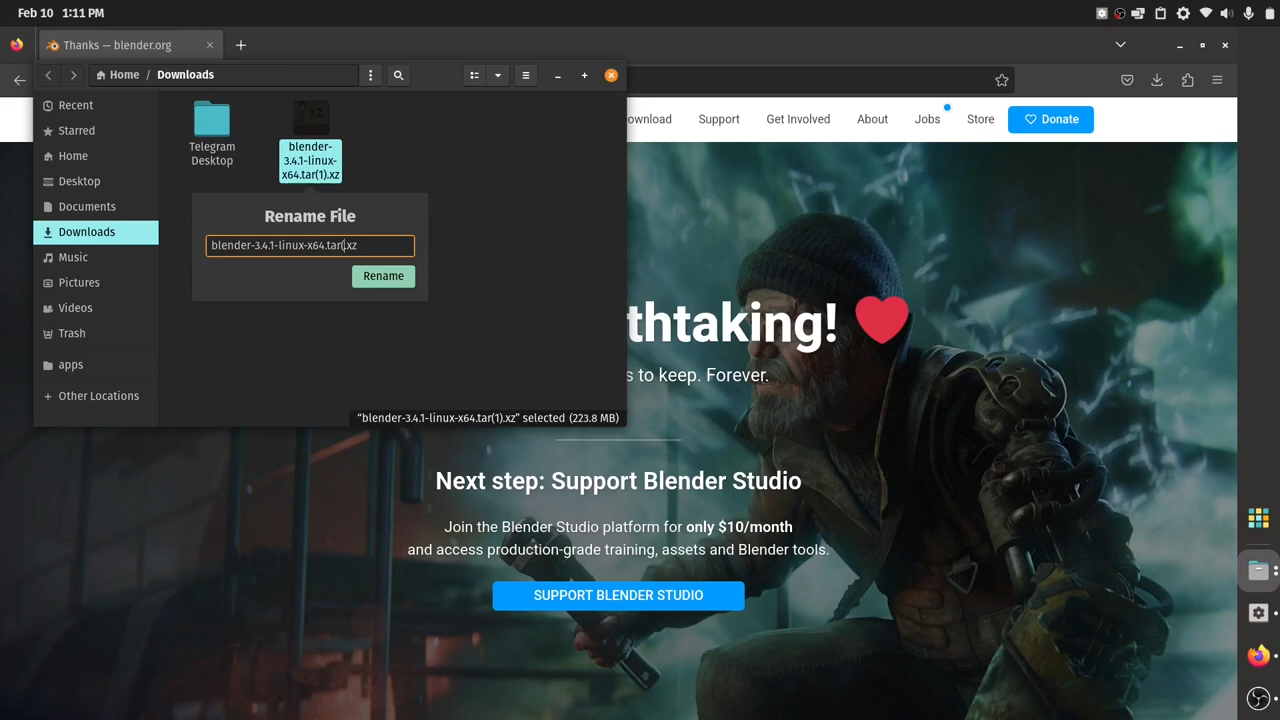 Feb 10 1:11 PM
Thanks — blender.org
Home / Downloads
Recent
Starred
Home
Desktop
Documents
Downloads
Music
Pictures
Videos
Trash
apps
Other Locations
XZ
Telegram
Desktop
blender-
3.4.1-linux-
x64.tar(1).xz
Rename File
blender-3.4.1-linux-x64.tar(.xz
Rename
"blender-3.4.1-linux-x64.tar(1).xz" selected (223.8 MB)
ownload
Support
Get Involved
About
Jobs
Store
Donate
thtaking!
s to keep. Forever.
Next step: Support Blender Studio
Join the Blender Studio platform for only $10/month
and access production-grade training, assets and Blender tools.
SUPPORT BLENDER STUDIO